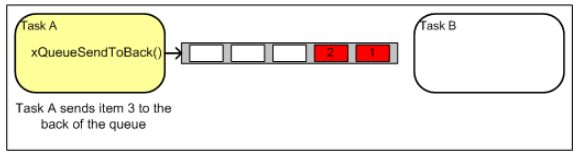 Task A
Task B
xQueueSendToBack()
2 1
Task A sends item 3 to the
back of the queue